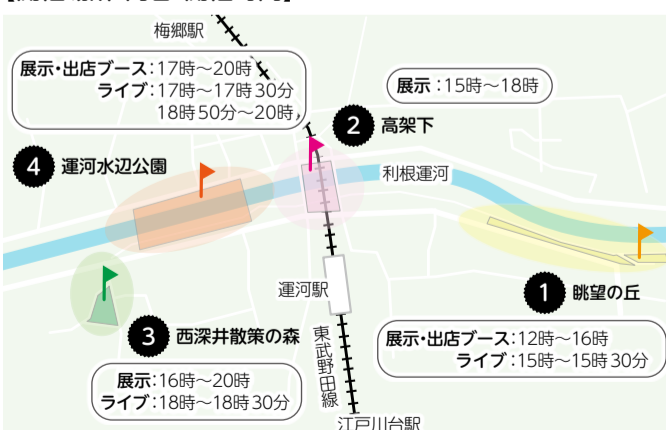 梅郷駅
展示・出店ブース：17時～20時
ライブ：17時～17時30分
18時50分～20時
展示：15時～18時
2 高架下
4 運河水辺公園
利根運河
運河駅
1 眺望の丘
3 西深井散策の森
東武野田線
展示・出店ブース：12時～16時
ライブ：15時～15時30分
展示：16時～20時
ライブ：18時～18時30分
江戸川台駅